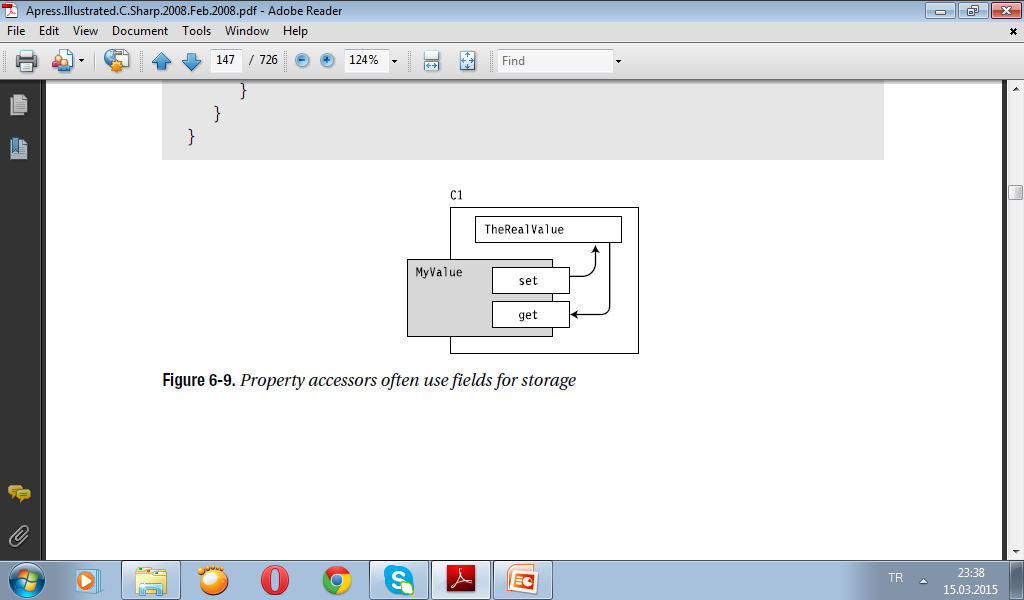 Apress.Illustrated.C.Sharp.2008.Feb.2008.pdf - Adobe Reader
File Edit View Document Tools Window Help
147 / 726 124% Find
}
}
}
C1
TheRealValue
MyValue
set
get
Figure 6-9. Property accessors often use fields for storage
TR
23:38
15.03.2015